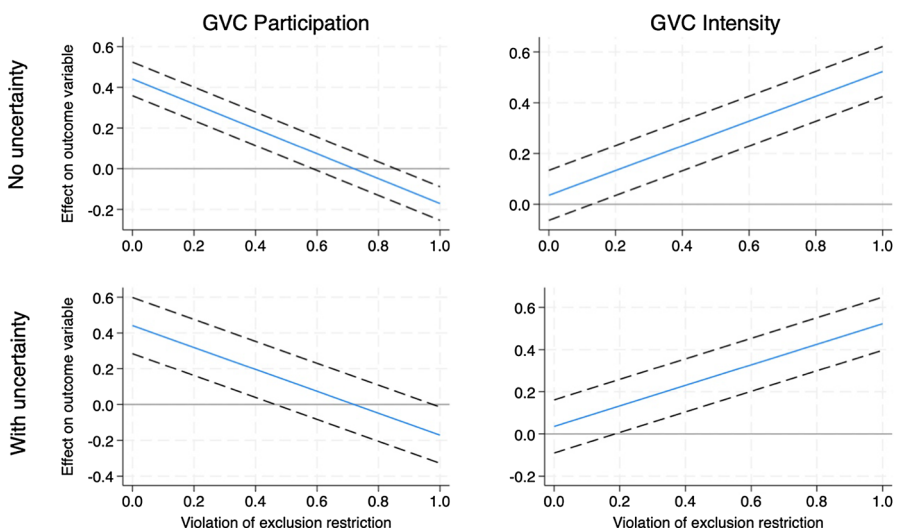 GVC Participation
GVC Intensity
No uncertainty
Effect on outcome variable
0.6
0.4
0.2
0.0
-0.2
0.0 0.2 0.4 0.6 0.8 1.0
0.6
0.4
0.2
0.0
0.0 0.2 0.4 0.6 0.8 1.0
With uncertainty
Effect on outcome variable
0.6
0.4
0.2
0.0
-0.2
-0.4
0.0 0.2 0.4 0.6 0.8 1.0
Violation of exclusion restriction
0.6
0.4
0.2
0.0
-0.2
0.0 0.2 0.4 0.6 0.8 1.0
Violation of exclusion restriction